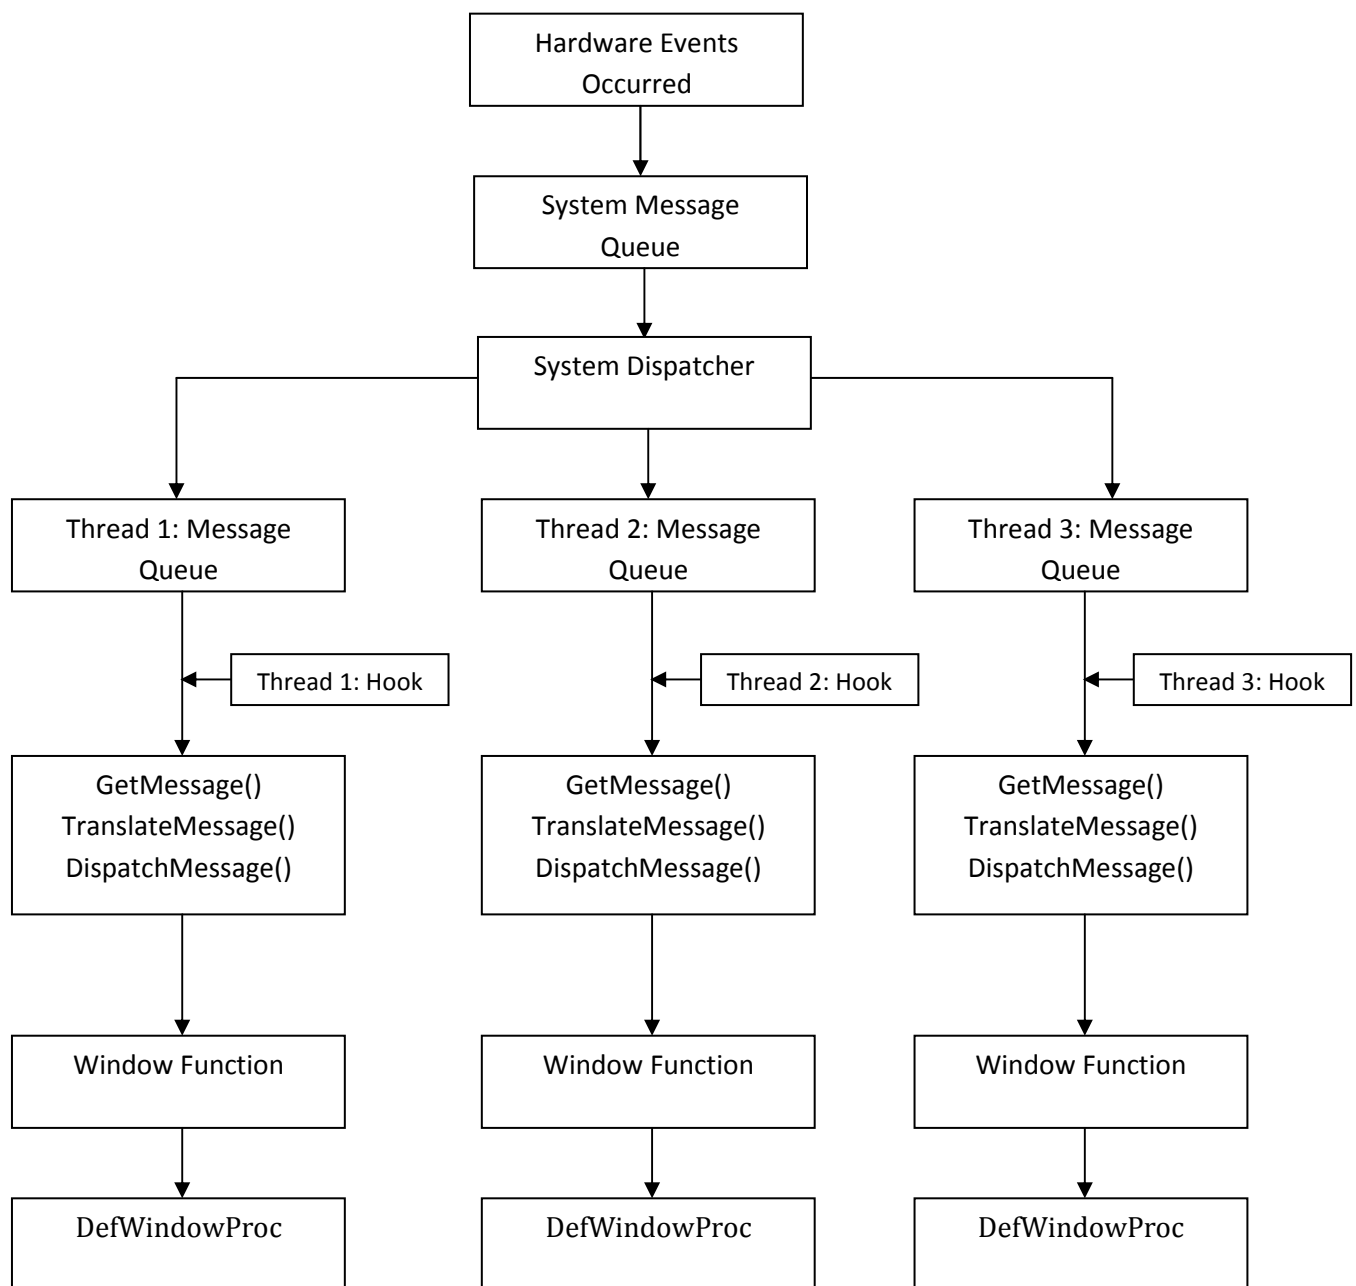 Hardware Events
Occurred
System Message
Queue
System Dispatcher
Thread 1: Message
Queue
Thread 2: Message
Queue
Thread 3: Message
Queue
Thread 1: Hook
Thread 2: Hook
Thread 3: Hook
GetMessage()
TranslateMessage()
DispatchMessage()
GetMessage()
TranslateMessage()
DispatchMessage()
GetMessage()
TranslateMessage()
DispatchMessage()
Window Function
Window Function
Window Function
DefWindowProc
DefWindowProc
DefWindowProc